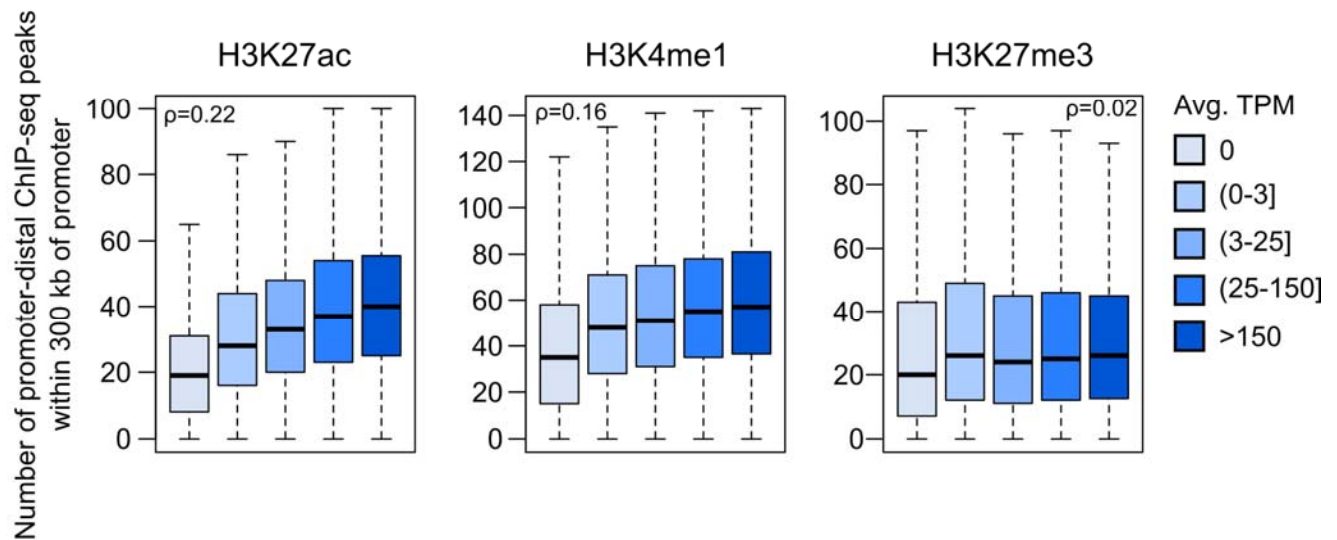 Number of promoter-distal ChIP-seq peaks
within 300 kb of promoter
H3K27ac
ρ=0.22
100
80
60
40
20
0
H3K4me1
ρ=0.16
140
120
100
80
60
40
20
0
H3K27me3
ρ=0.02
100
80
60
40
20
0
Avg. TPM
0
(0-3]
(3-25]
(25-150]
>150